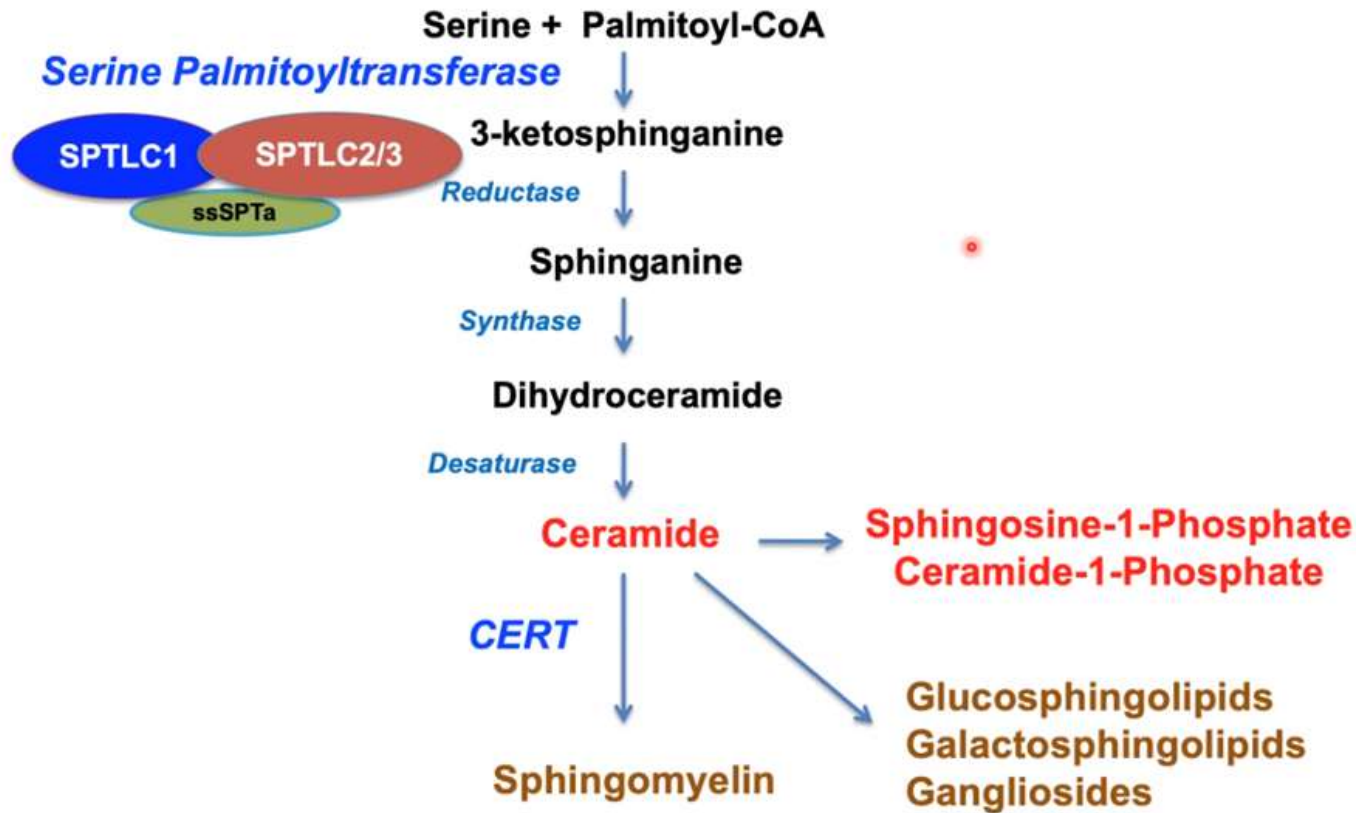 Serine + Palmitoyl-CoA
Serine Palmitoyltransferase
SPTLC1
SPTLC2/3
ssSPTa
3-ketosphinganine
Reductase
Sphinganine
Synthase
Dihydroceramide
Desaturase
Ceramide
Sphingosine-1-Phosphate
Ceramide-1-Phosphate
CERT
Glucosphingolipids
Galactosphingolipids
Gangliosides
Sphingomyelin